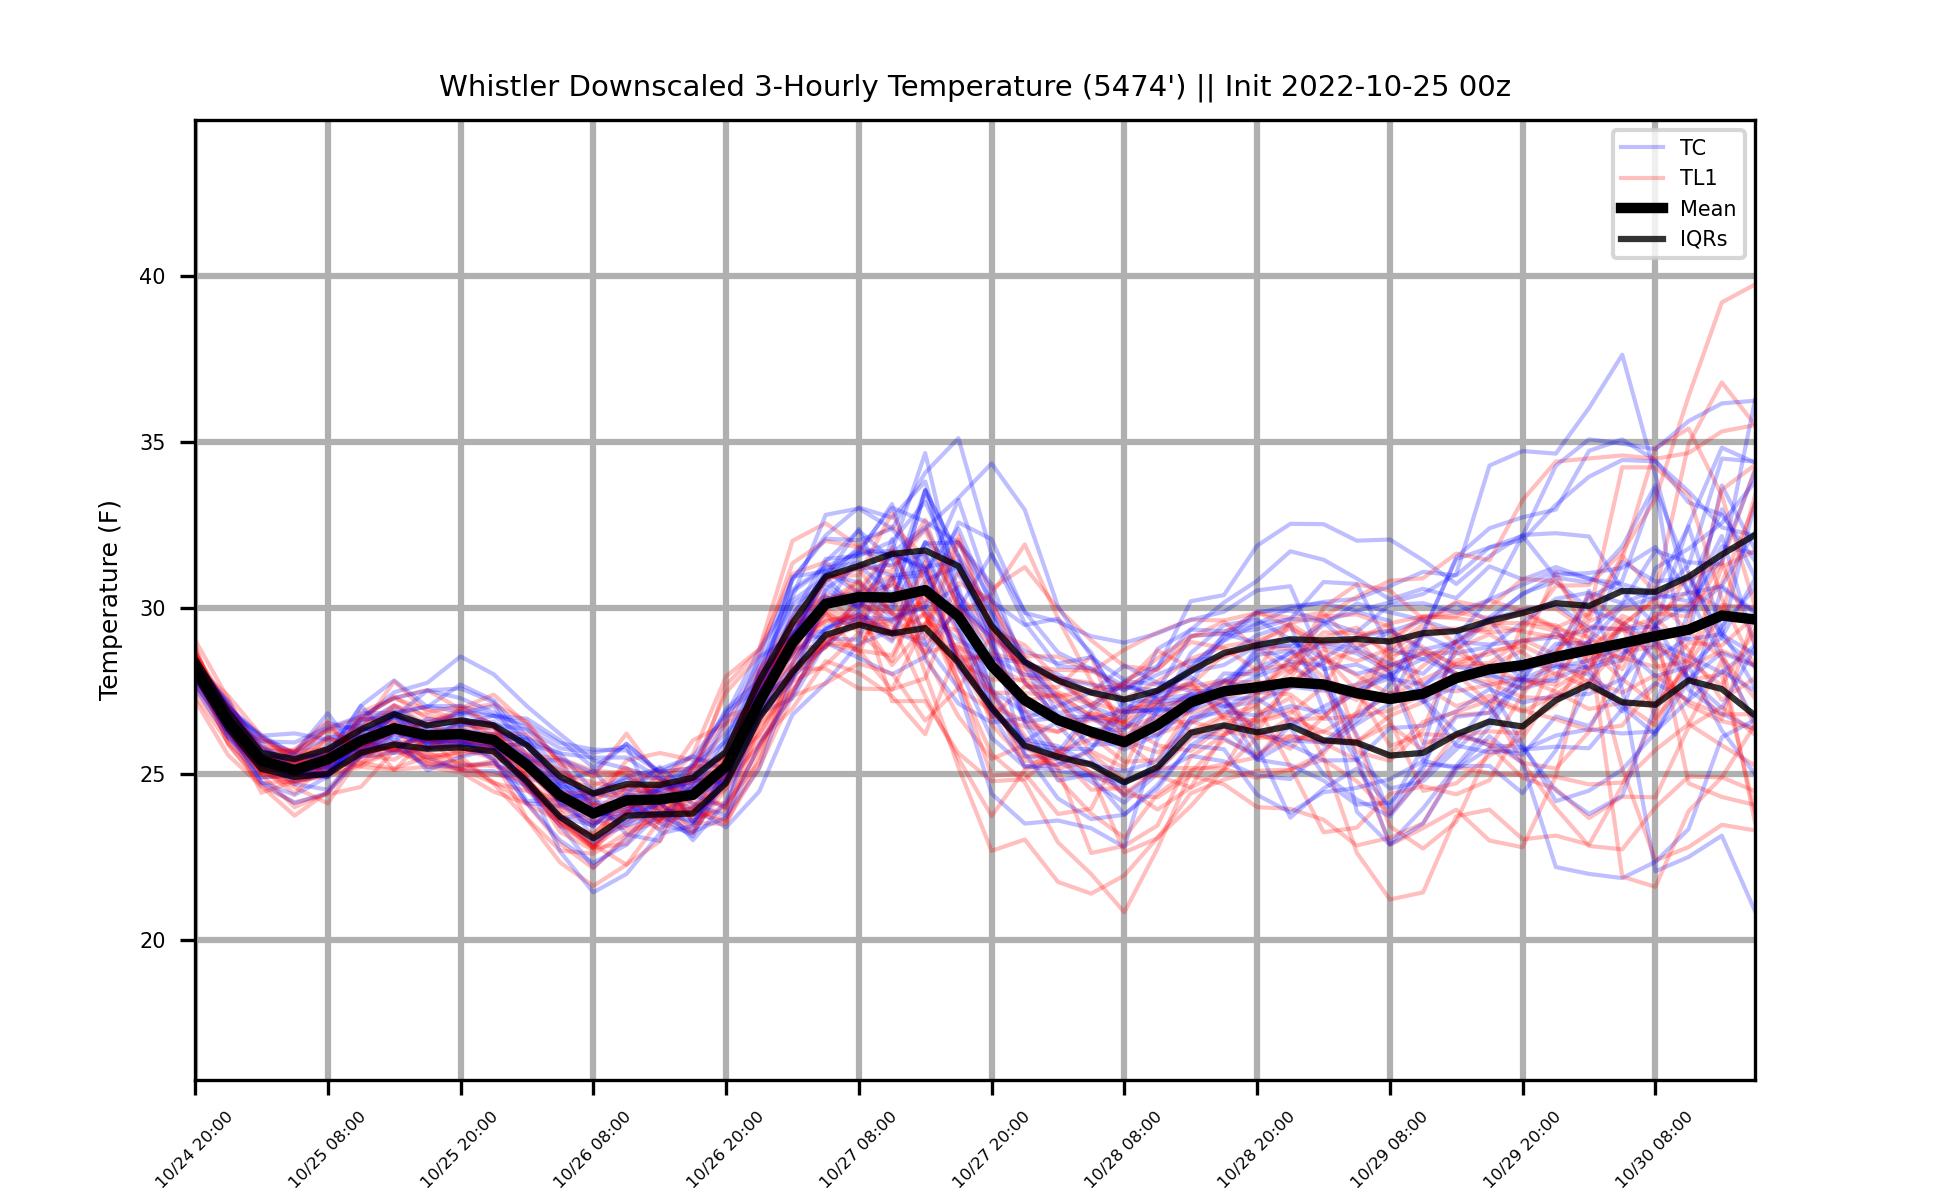 Whistler Downscaled 3-Hourly Temperature (5474') || Init 2022-10-25 00z
TC
TL1
Mean
IQRs
Temperature (F)
40
35
30
25
20
10/24 20:00
10/25 08:00
10/25 20:00
10/26 08:00
10/26 20:00
10/27 08:00
10/27 20:00
10/28 08:00
10/28 20:00
10/29 08:00
10/29 20:00
10/30 08:00